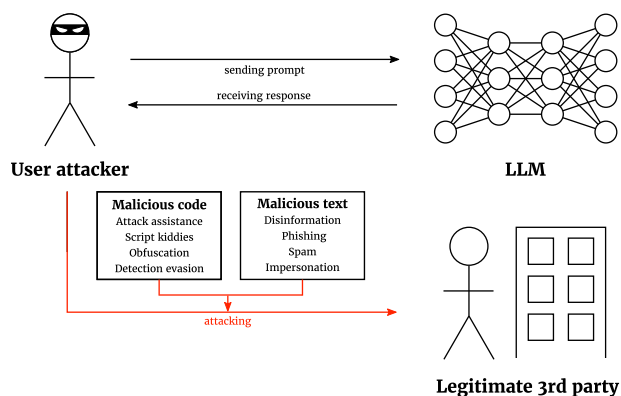 sending prompt
receiving response
User attacker
LLM
Malicious code
Attack assistance
Script kiddies
Obfuscation
Detection evasion
Malicious text
Disinformation
Phishing
Spam
Impersonation
attacking
Legitimate 3rd party